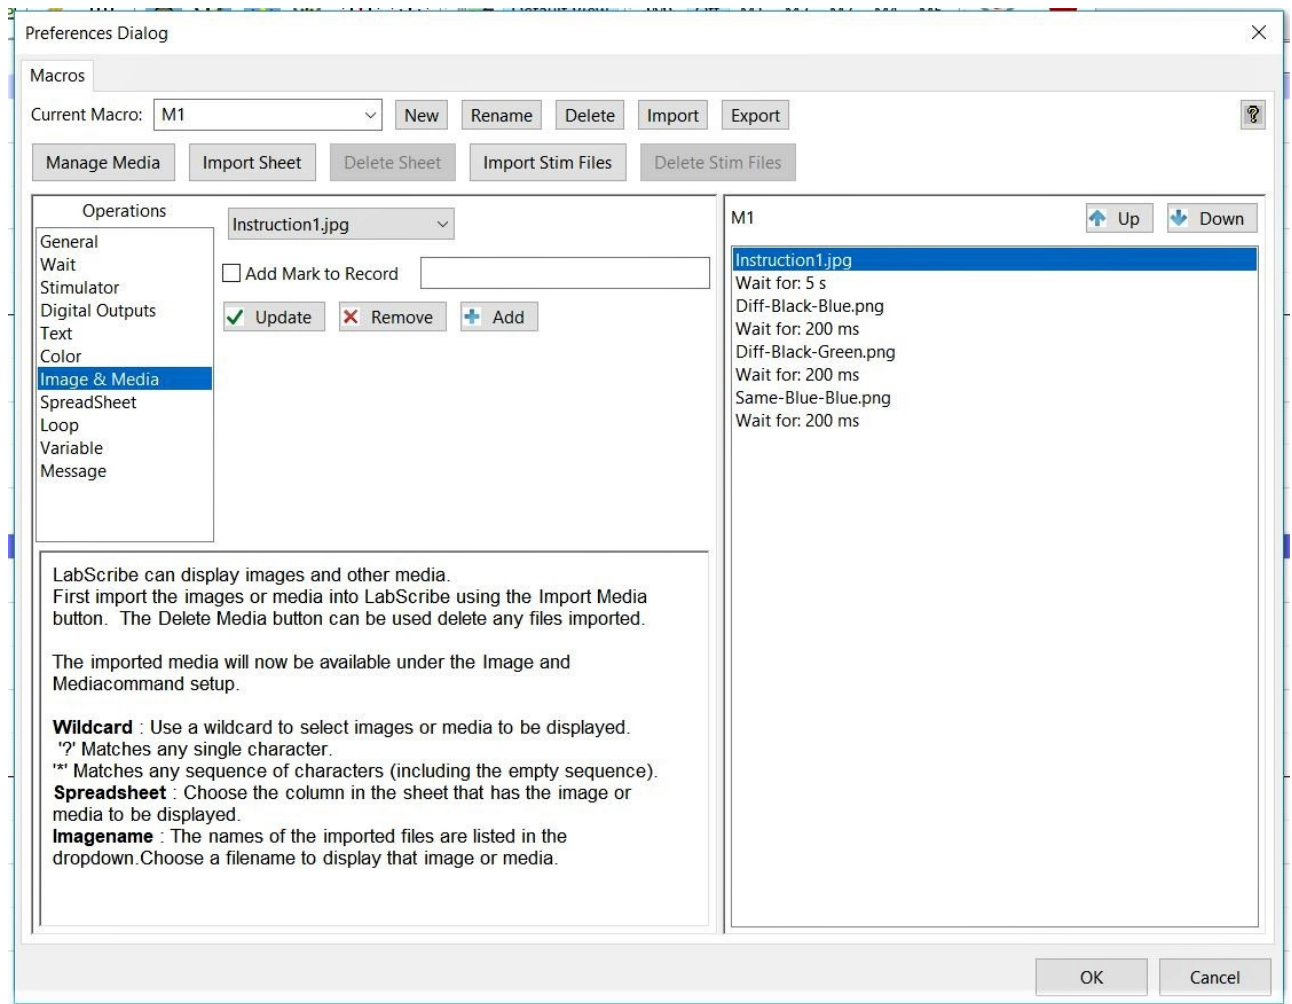 Preferences Dialog
Macros
Current Macro: M1 New Rename Delete Import Export ?
Manage Media Import Sheet Delete Sheet Import Stim Files Delete Stim Files
Operations
General
Wait
Stimulator
Digital Outputs
Text
Color
Image & Media
SpreadSheet
Loop
Variable
Message
Instruction1.jpg
Add Mark to Record
Update Remove Add
LabScribe can display images and other media.
First import the images or media into LabScribe using the Import Media
button. The Delete Media button can be used delete any files imported.
The imported media will now be available under the Image and
Mediacommand setup.
Wildcard : Use a wildcard to select images or media to be displayed.
'?' Matches any single character.
'*' Matches any sequence of characters (including the empty sequence).
Spreadsheet : Choose the column in the sheet that has the image or
media to be displayed.
Imagename : The names of the imported files are listed in the
dropdown.Choose a filename to display that image or media.
M1 Up Down
Instruction1.jpg
Wait for: 5 s
Diff-Black-Blue.png
Wait for: 200 ms
Diff-Black-Green.png
Wait for: 200 ms
Same-Blue-Blue.png
Wait for: 200 ms
OK Cancel